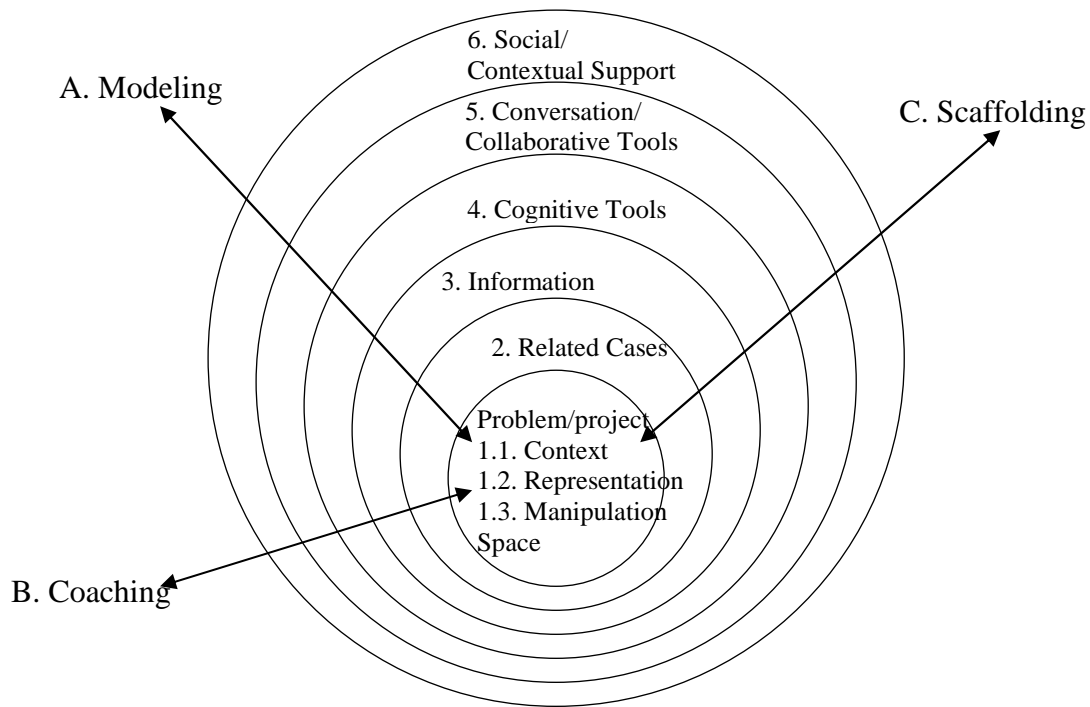 6. Social/
Contextual Support
A. Modeling
5. Conversation/
Collaborative Tools
C. Scaffolding
4. Cognitive Tools
3. Information
2. Related Cases
Problem/project
1.1. Context
1.2. Representation
1.3. Manipulation
Space
B. Coaching